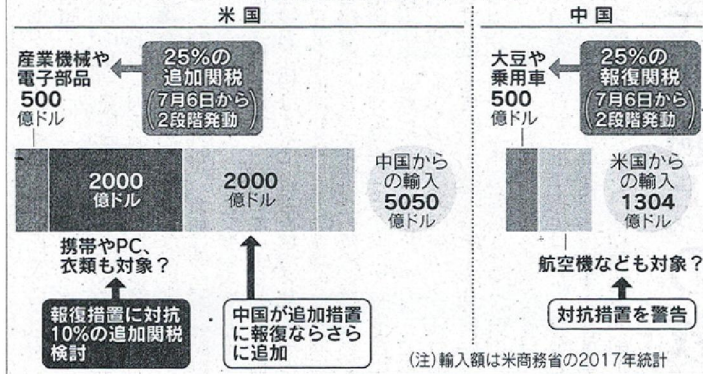 米国
産業機械や
電子部品
500
億ドル
25%の
追加関税
(7月6日から
2段階発動)
2000
億ドル
2000
億ドル
中国から
の輸入
5050
億ドル
携帯やPC、
衣類も対象？
報復措置に対抗
10%の追加関税
検討
中国が追加措置
に報復ならさら
に追加
中国
大豆や
乗用車
500
億ドル
25%の
報復関税
(7月6日から
2段階発動)
米国から
の輸入
1304
億ドル
航空機なども対象？
対抗措置を警告
(注)輸入額は米商務省の2017年統計